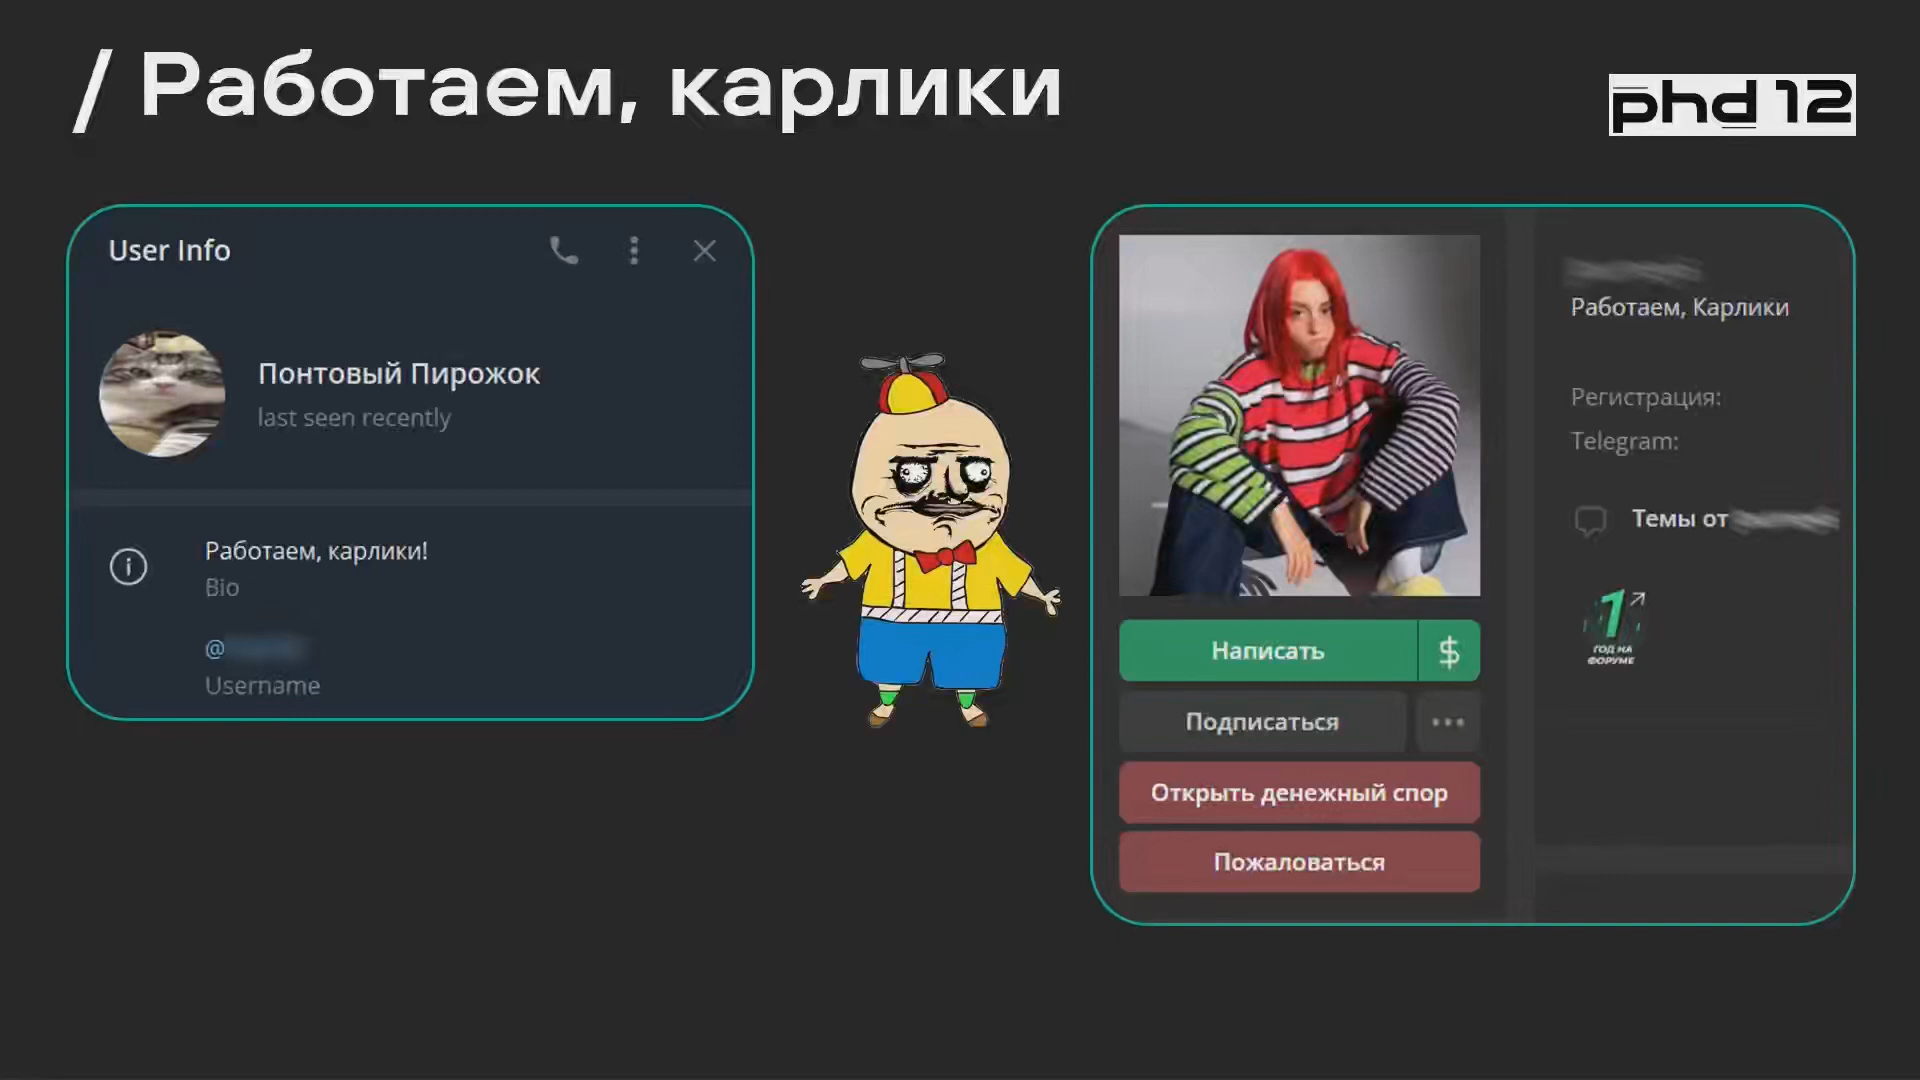 / Работаем, карлики
phd 12
User Info
Понтовый Пирожок
last seen recently
Работаем, карлики!
Bio
@
Username
Написать $
Подписаться
Открыть денежный спор
Пожаловаться
Работаем, Карлики
Регистрация:
Telegram:
Темы от
1
ГОД НА
ФОРУМЕ